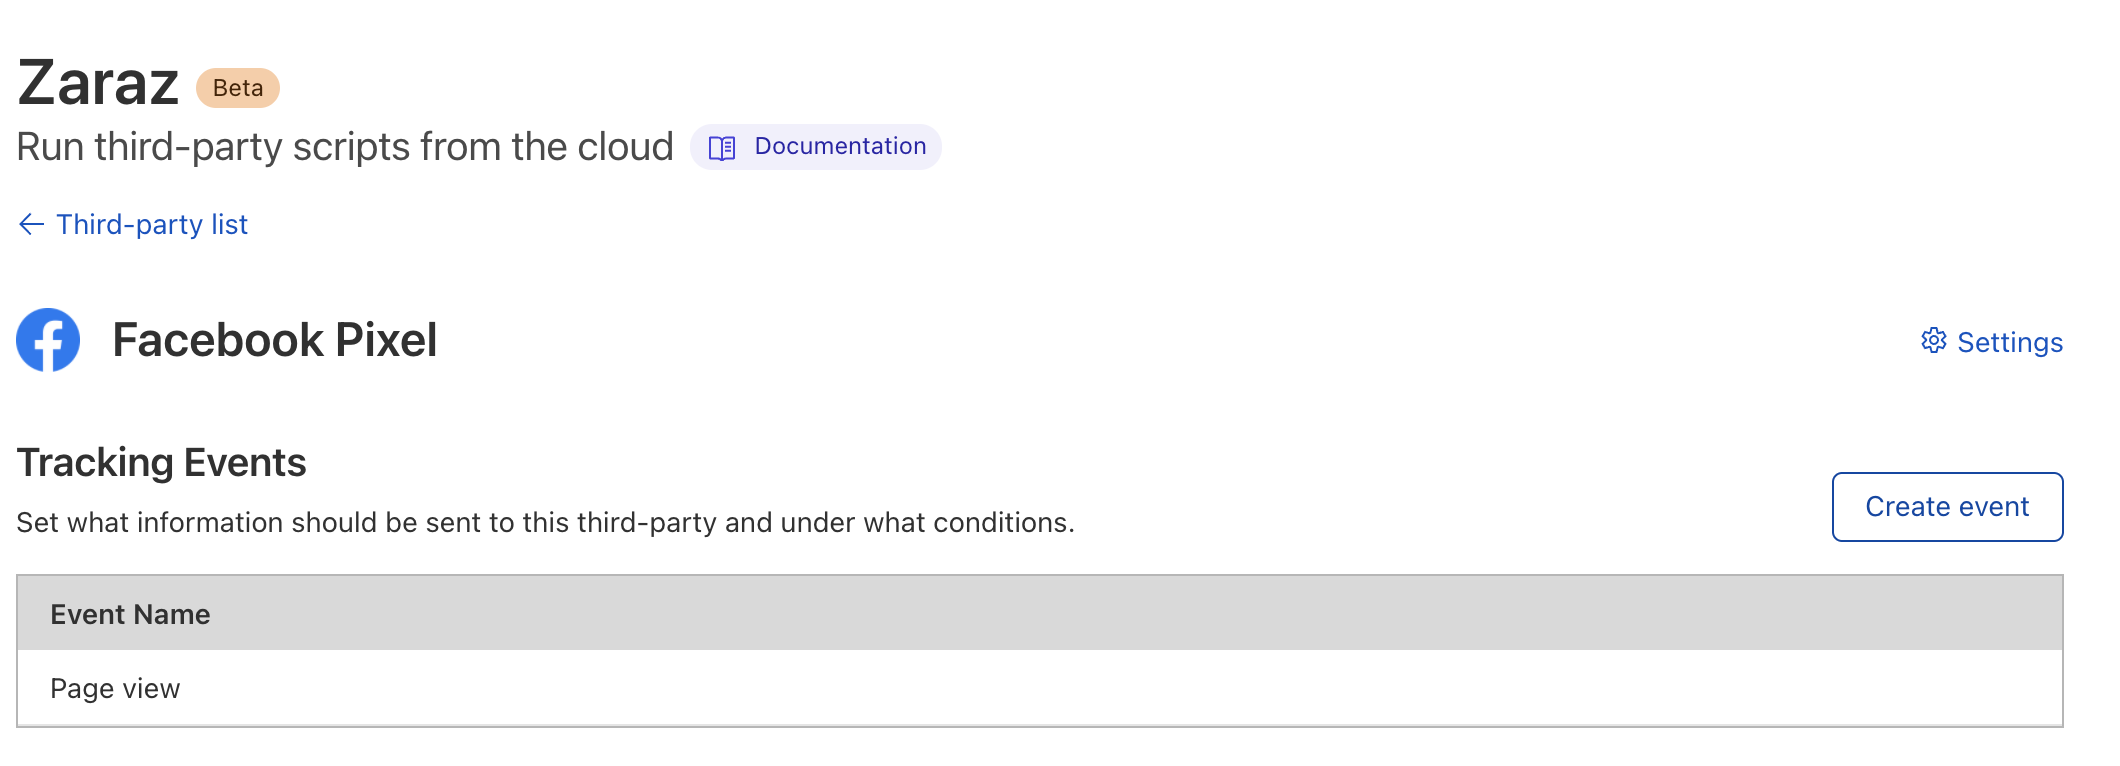 Zaraz Beta
Run third-party scripts from the cloud Documentation
← Third-party list
Facebook Pixel Settings
Tracking Events
Create event
Set what information should be sent to this third-party and under what conditions.
Event Name
Page view